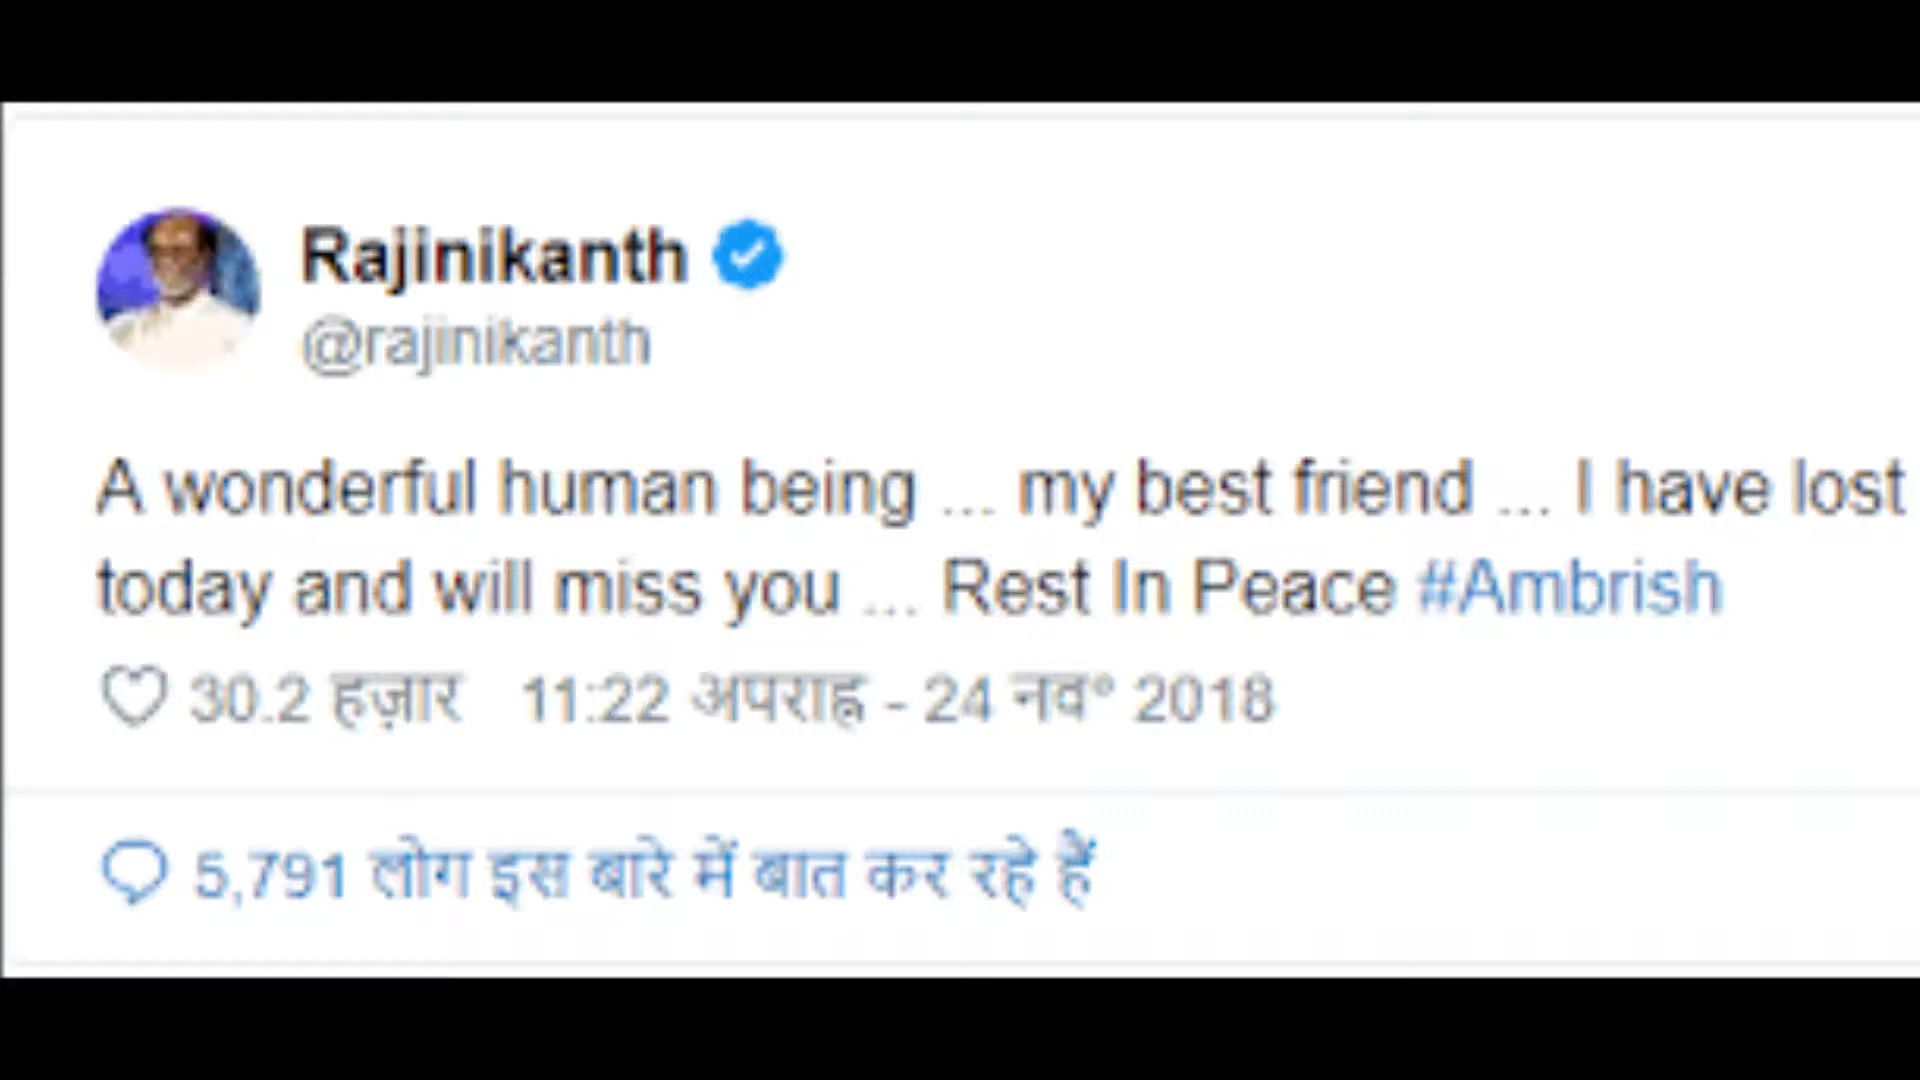 Rajinikanth
@rajinikanth
A wonderful human being ... my best friend ... I have lost
today and will miss you ... Rest In Peace #Ambrish
30.2 हज़ार 11:22 अपराह्न - 24 नव॰ 2018
5,791 लोग इस बारे में बात कर रहे हैं